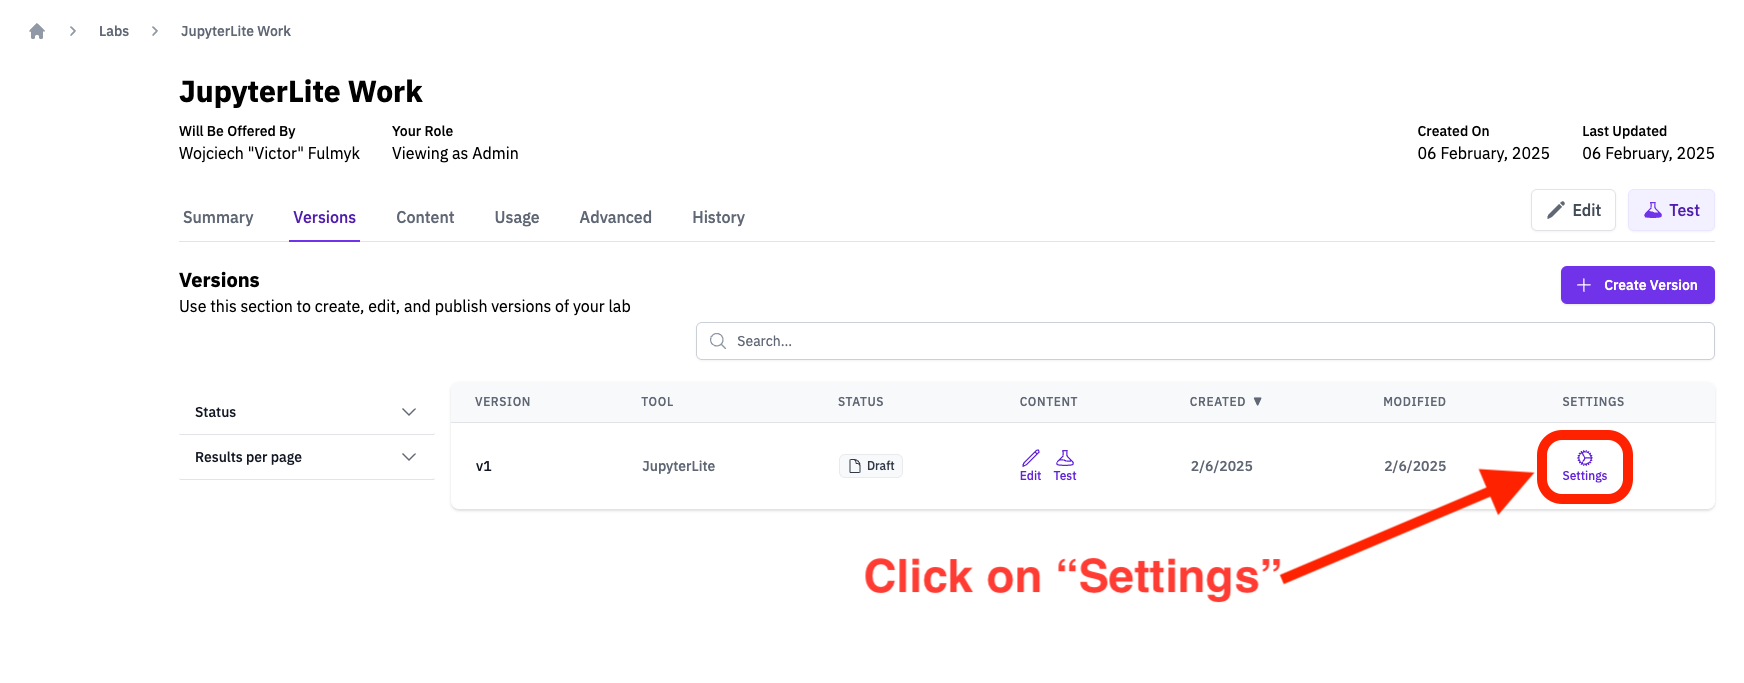 Labs JupyterLite Work
JupyterLite Work
Will Be Offered By Your Role Created On Last Updated
Wojciech "Victor" Fulmyk Viewing as Admin 06 February, 2025 06 February, 2025
Summary Versions Content Usage Advanced History Edit Test
Versions
Use this section to create, edit, and publish versions of your lab
Create Version
Search...
Status
Results per page
VERSION TOOL STATUS CONTENT CREATED ▼ MODIFIED SETTINGS
v1 JupyterLite Draft Edit Test 2/6/2025 2/6/2025 Settings
Click on “Settings”